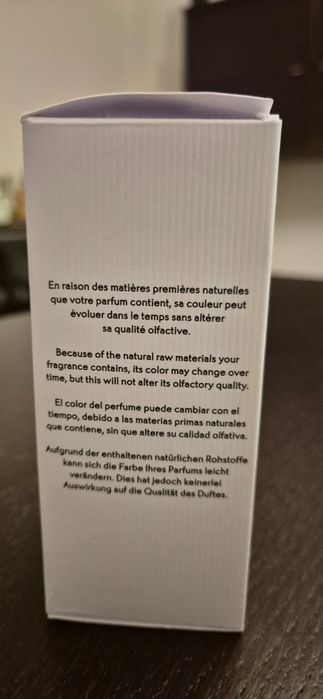 En raison des matières premières naturelles
que votre parfum contient, sa couleur peut
évoluer dans le temps sans altérer
sa qualité olfactive.
Because of the natural raw materials your
fragrance contains, its color may change over
time, but this will not alter its olfactory quality.
El color del perfume puede cambiar con el
tiempo, debido a las materias primas naturales
que contiene, sin que altere su calidad olfativa.
Aufgrund der enthaltenen natürlichen Rohstoffe
kann sich die Farbe Ihres Parfums leicht
verändern. Dies hat jedoch keinerlei
Auswirkung auf die Qualität des Duftes.